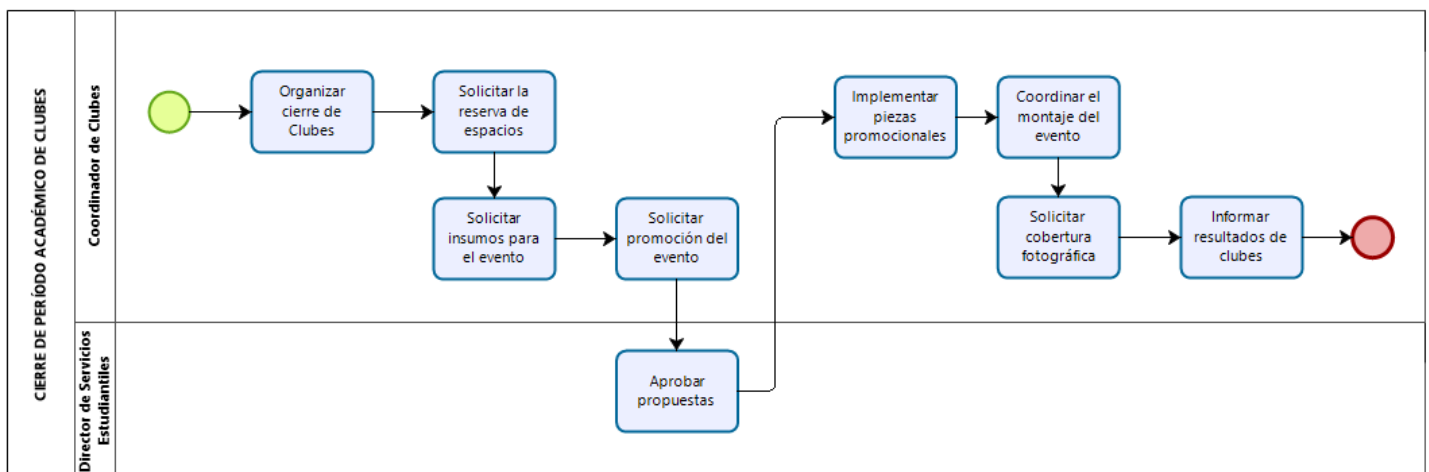 CIERRE DE PERÍODO ACADÉMICO DE CLUBES
Coordinador de Clubes
Organizar
cierre de
Clubes
Solicitar la
reserva de
espacios
Solicitar
insumos para
el evento
Solicitar
promoción del
evento
Implementar
piezas
promocionales
Coordinar el
montaje del
evento
Solicitar
cobertura
fotográfica
Informar
resultados de
clubes
Director de Servicios
Estudiantiles
Aprobar
propuestas